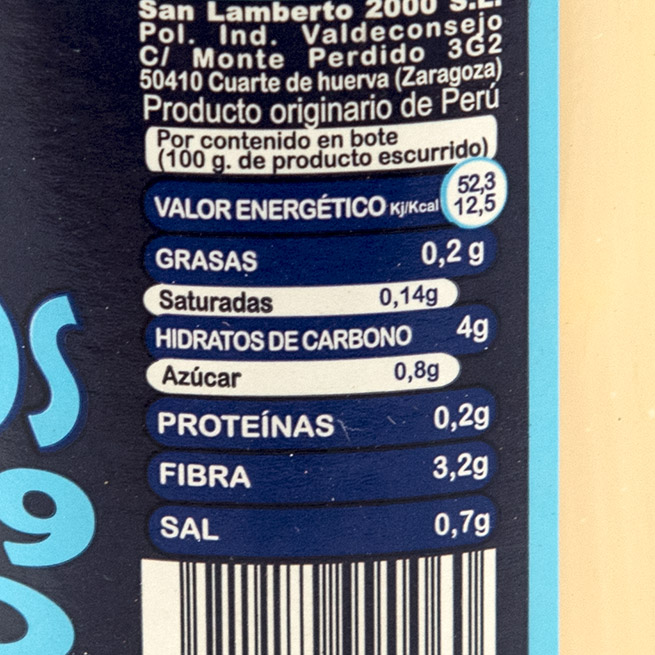 San Lamberto 2000 S.L.
Pol. Ind. Valdeconsejo
C/ Monte Perdido 3G2
50410 Cuarte de huerva (Zaragoza)
Producto originario de Perú
Por contenido en bote
(100 g. de producto escurrido)
VALOR ENERGÉTICO Kj/Kcal 52,3 12,5
GRASAS 0,2 g
Saturadas 0,14g
HIDRATOS DE CARBONO 4g
Azúcar 0,8g
PROTEÍNAS 0,2g
FIBRA 3,2g
SAL 0,7g